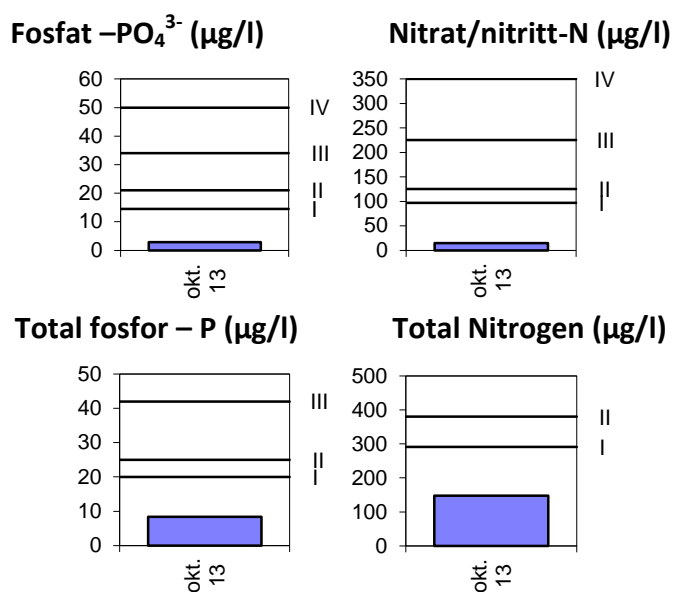 Fosfat –PO₄³⁻ (µg/l)
60
50
40
30
20
10
0
IV
III
II
I
okt. 13
Nitrat/nitritt-N (µg/l)
350
300
250
200
150
100
50
0
IV
III
II
I
okt. 13
Total fosfor – P (µg/l)
50
40
30
20
10
0
III
II
I
okt. 13
Total Nitrogen (µg/l)
500
400
300
200
100
0
II
I
okt. 13